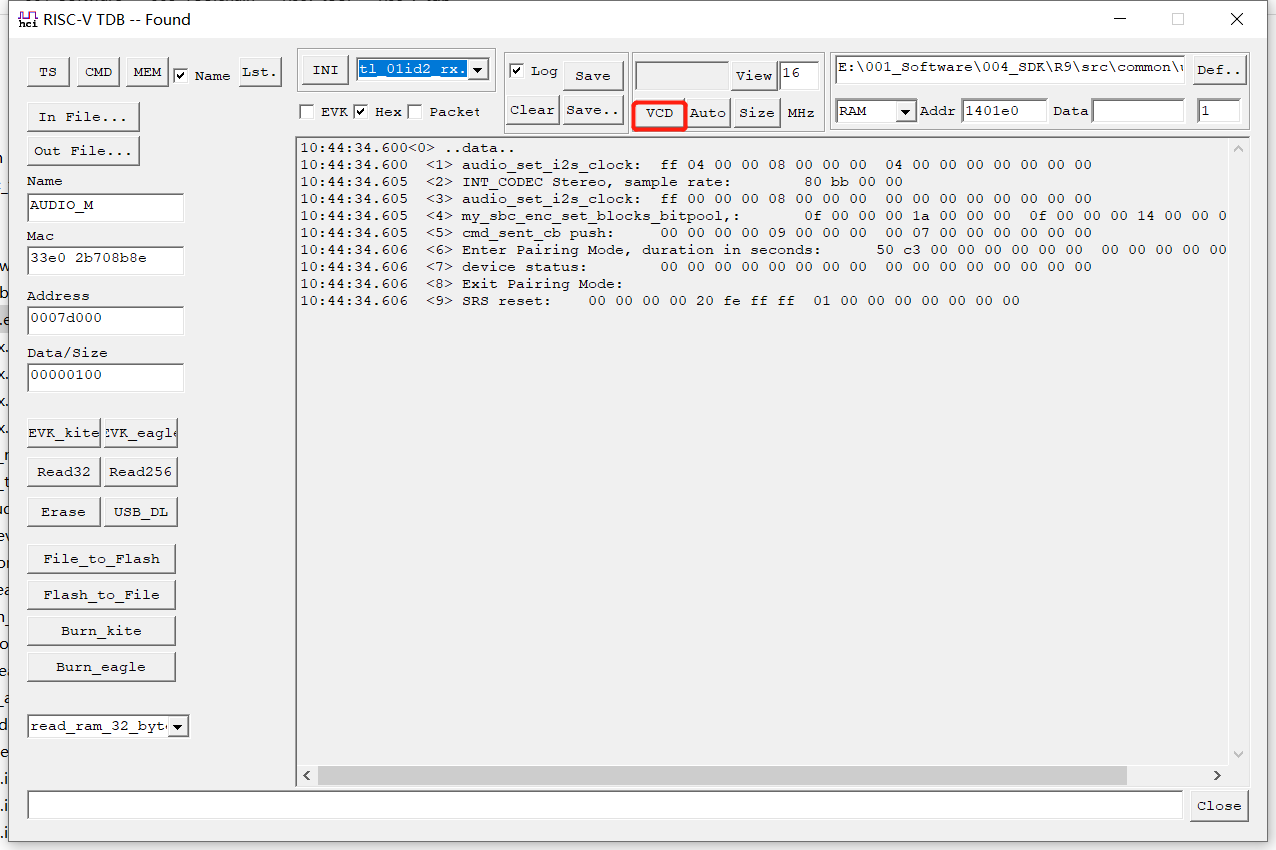 hci RISC-V TDB -- Found
TS CMD MEM Name Lst.
INI tl_01id2_rx.
Log Save
View 16
E:\001_Software\004_SDK\R9\src\common\ Def..
In File...
EVK Hex Packet
Clear Save..
VCD Auto Size MHz
RAM Addr 1401e0 Data 1
Out File...
Name
AUDIO_M
Mac
33e0 2b708b8e
Address
0007d000
Data/Size
00000100
EVK_kite EVK_eagle
Read32 Read256
Erase USB_DL
File_to_Flash
Flash_to_File
Burn_kite
Burn_eagle
read_ram_32_byt
10:44:34.600<0> ..data..
10:44:34.600 <1> audio_set_i2s_clock: ff 04 00 00 08 00 00 00 04 00 00 00 00 00 00 00
10:44:34.605 <2> INT_CODEC Stereo, sample rate: 80 bb 00 00
10:44:34.605 <3> audio_set_i2s_clock: ff 00 00 00 08 00 00 00 00 00 00 00 00 00 00 00
10:44:34.605 <4> my_sbc_enc_set_blocks_bitpool,: 0f 00 00 00 1a 00 00 00 0f 00 00 00 14 00 00 0
10:44:34.605 <5> cmd_sent_cb push: 00 00 00 00 09 00 00 00 00 07 00 00 00 00 00 00
10:44:34.606 <6> Enter Pairing Mode, duration in seconds: 50 c3 00 00 00 00 00 00 00 00 00 00 00
10:44:34.606 <7> device status: 00 00 00 00 00 00 00 00 00 00 00 00 00 00 00 00
10:44:34.606 <8> Exit Pairing Mode:
10:44:34.606 <9> SRS reset: 00 00 00 00 20 fe ff ff 01 00 00 00 00 00 00 00
Close